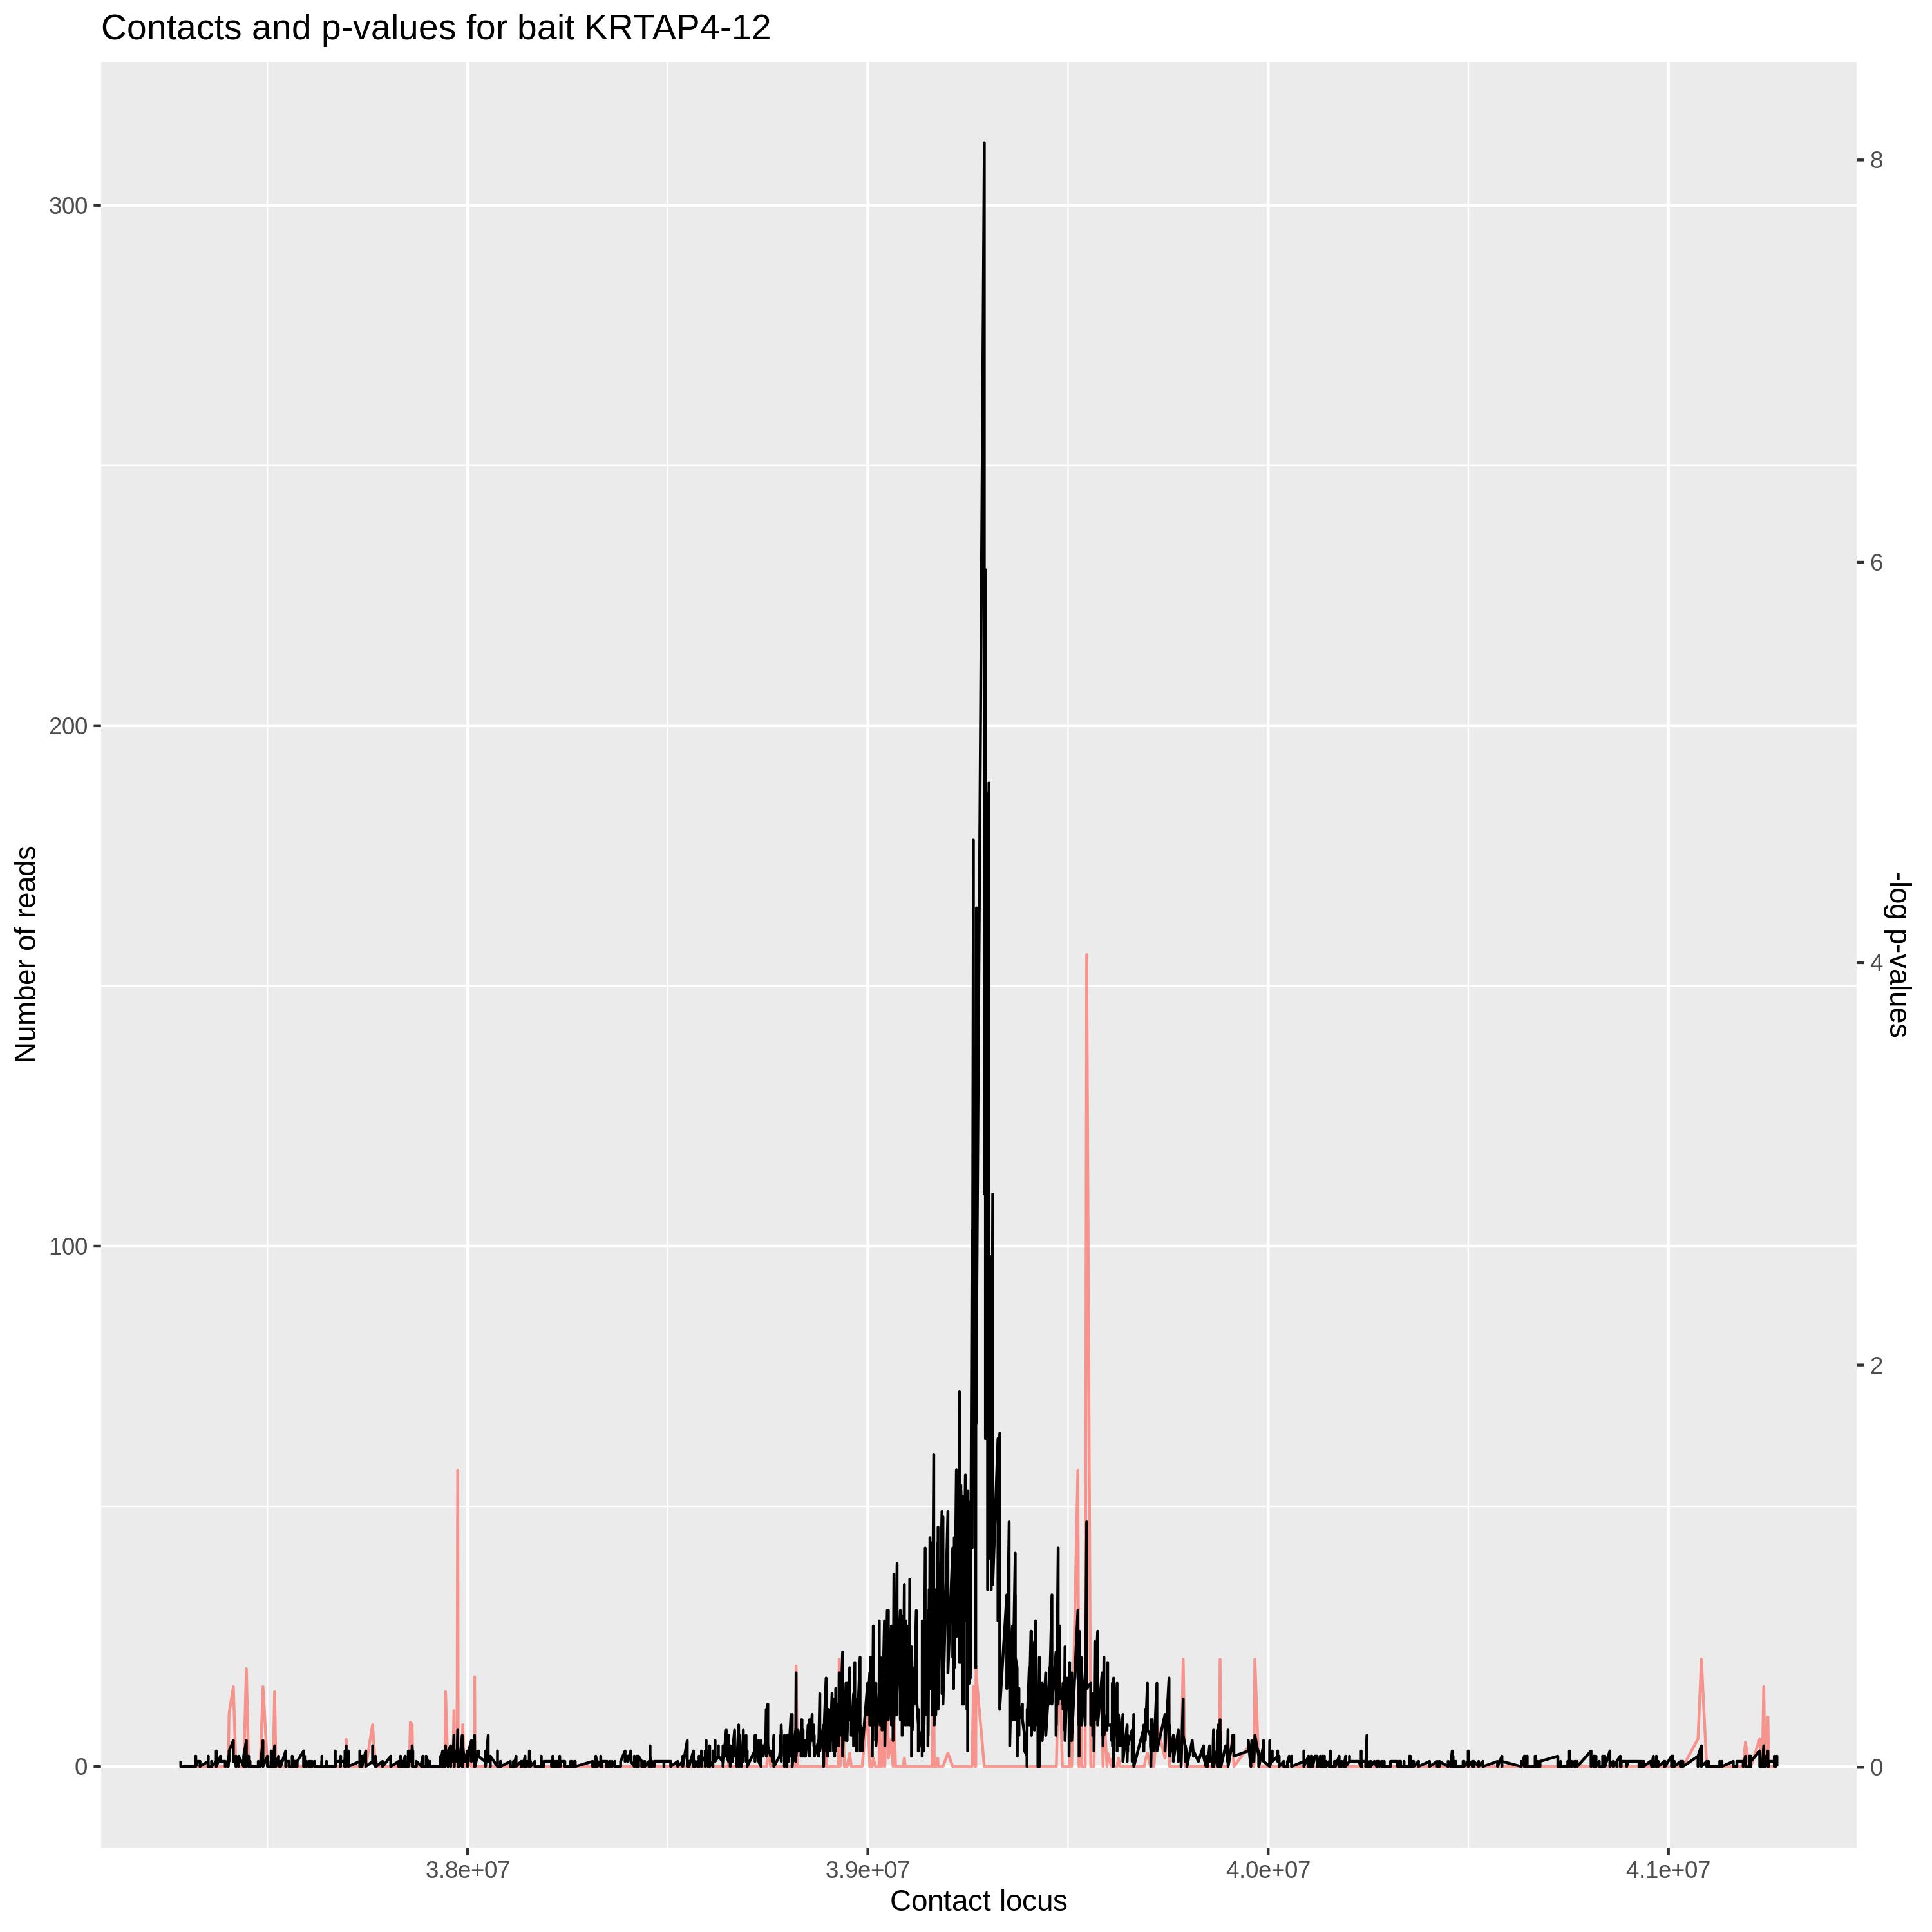 Contacts and p-values for bait KRTAP4-12
300
200
100
0
Number of reads
8
6
4
2
0
-log p-values
3.8e+07
3.9e+07
4.0e+07
4.1e+07
Contact locus